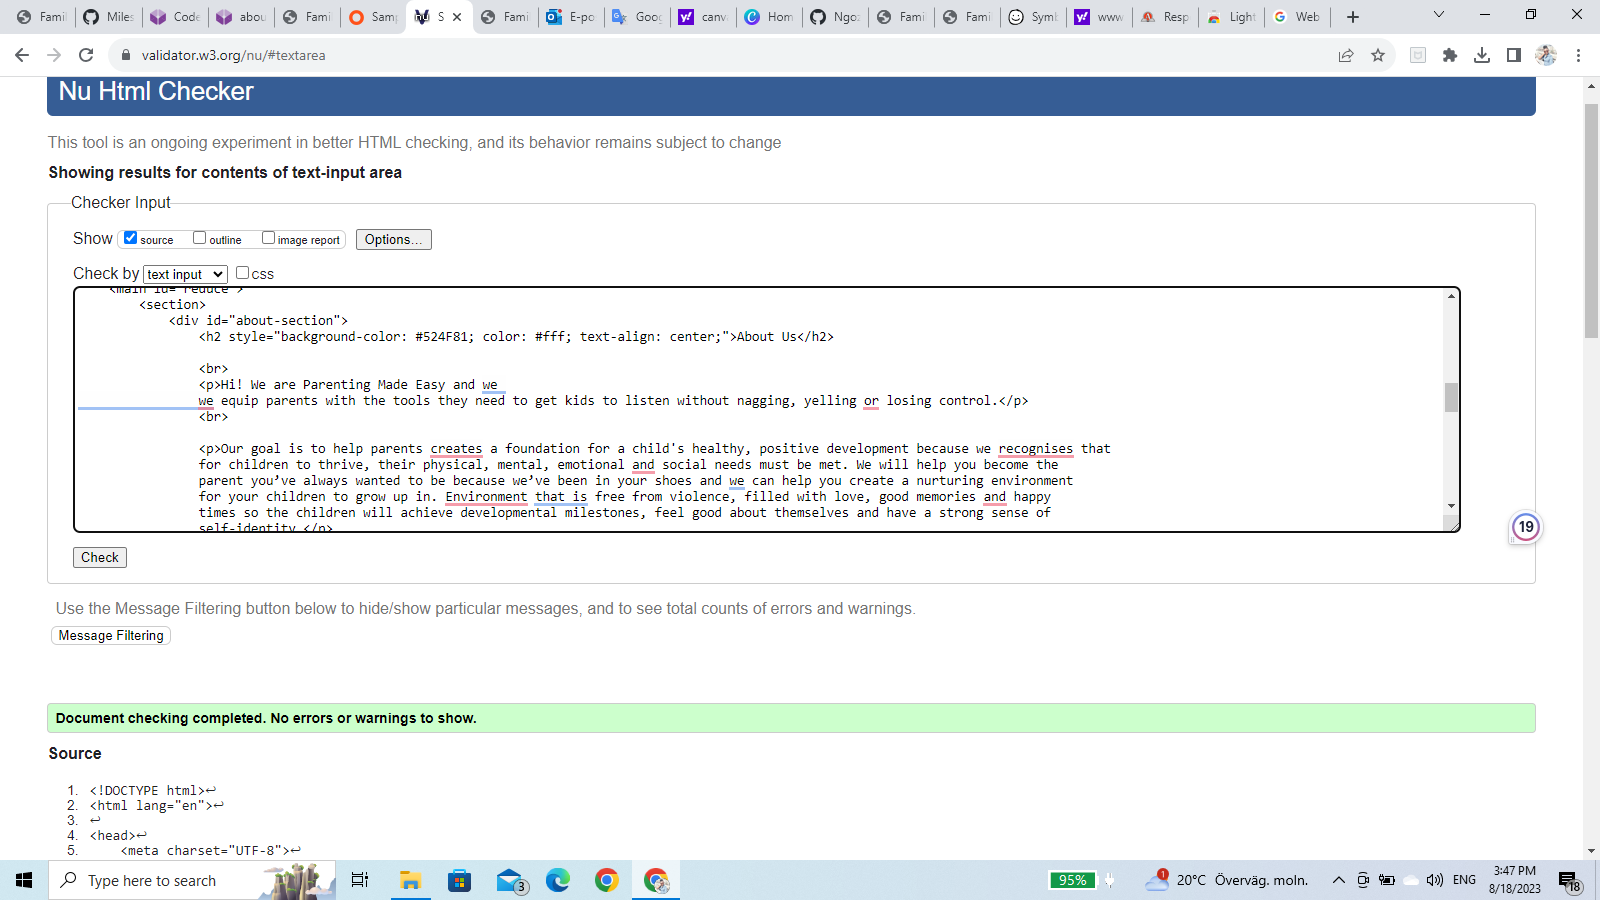 Famil
Miles
Code
abou
Famil
Sam
S
Fami
E-po
Goog
canv
Hom
Ngo
Fami
Fami
Symb
www
Resp
Light
Web
validator.w3.org/nu/#textarea
Nu Html Checker
This tool is an ongoing experiment in better HTML checking, and its behavior remains subject to change
Showing results for contents of text-input area
Checker Input
Show source outline image report Options...
Check by text input css
<main id="reduce">
<section>
<div id="about-section">
<h2 style="background-color: #524F81; color: #fff; text-align: center;">About Us</h2>
<br>
<p>Hi! We are Parenting Made Easy and we
we equip parents with the tools they need to get kids to listen without nagging, yelling or losing control.</p>
<br>
<p>Our goal is to help parents creates a foundation for a child's healthy, positive development because we recognises that
for children to thrive, their physical, mental, emotional and social needs must be met. We will help you become the
parent you’ve always wanted to be because we’ve been in your shoes and we can help you create a nurturing environment
for your children to grow up in. Environment that is free from violence, filled with love, good memories and happy
times so the children will achieve developmental milestones, feel good about themselves and have a strong sense of
self-identity.</p>
19
Check
Use the Message Filtering button below to hide/show particular messages, and to see total counts of errors and warnings.
Message Filtering
Document checking completed. No errors or warnings to show.
Source
1. <!DOCTYPE html>↩
2. <html lang="en">↩
3. ↩
4. <head>↩
5. <meta charset="UTF-8">↩
Type here to search
3
95%
1
20°C Överväg. moln.
ENG
3:47 PM
8/18/2023
18